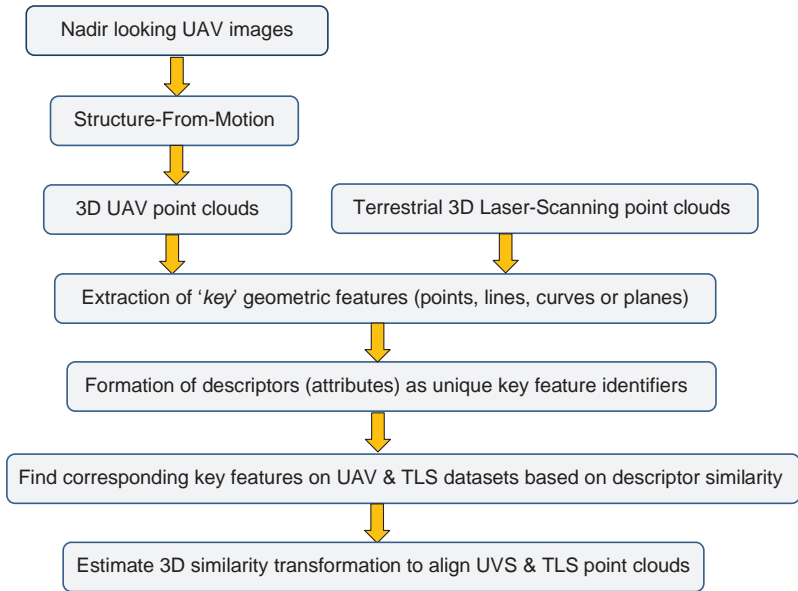 Nadir looking UAV images
Structure-From-Motion
3D UAV point clouds
Terrestrial 3D Laser-Scanning point clouds
Extraction of ‘key’ geometric features (points, lines, curves or planes)
Formation of descriptors (attributes) as unique key feature identifiers
Find corresponding key features on UAV & TLS datasets based on descriptor similarity
Estimate 3D similarity transformation to align UVS & TLS point clouds